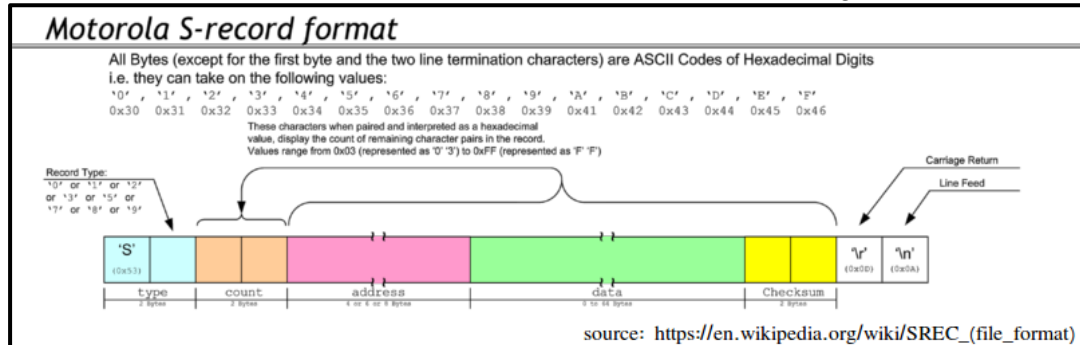 Motorola S-record format
All Bytes (except for the first byte and the two line termination characters) are ASCII Codes of Hexadecimal Digits
i.e. they can take on the following values:
'0' , '1' , '2' , '3' , '4' , '5' , '6' , '7' , '8' , '9' , 'A' , 'B' , 'C' , 'D' , 'E' , 'F'
0x30 0x31 0x32 0x33 0x34 0x35 0x36 0x37 0x38 0x39 0x41 0x42 0x43 0x44 0x45 0x46
These characters when paired and interpreted as a hexadecimal
value, display the count of remaining character pairs in the record.
Values range from 0x03 (represented as '0' '3') to 0xFF (represented as 'F' 'F')
Record Type:
'0' or '1' or '2'
or '3' or '5' or
'7' or '8' or '9'
Carriage Return
Line Feed
'S'
(0x53)
'\r'
(0x0D)
'\n'
(0x0A)
type
2 Bytes
count
2 Bytes
address
4 or 6 or 8 Bytes
data
0 to 64 Bytes
Checksum
2 Bytes
source: https://en.wikipedia.org/wiki/SREC_(file_format)